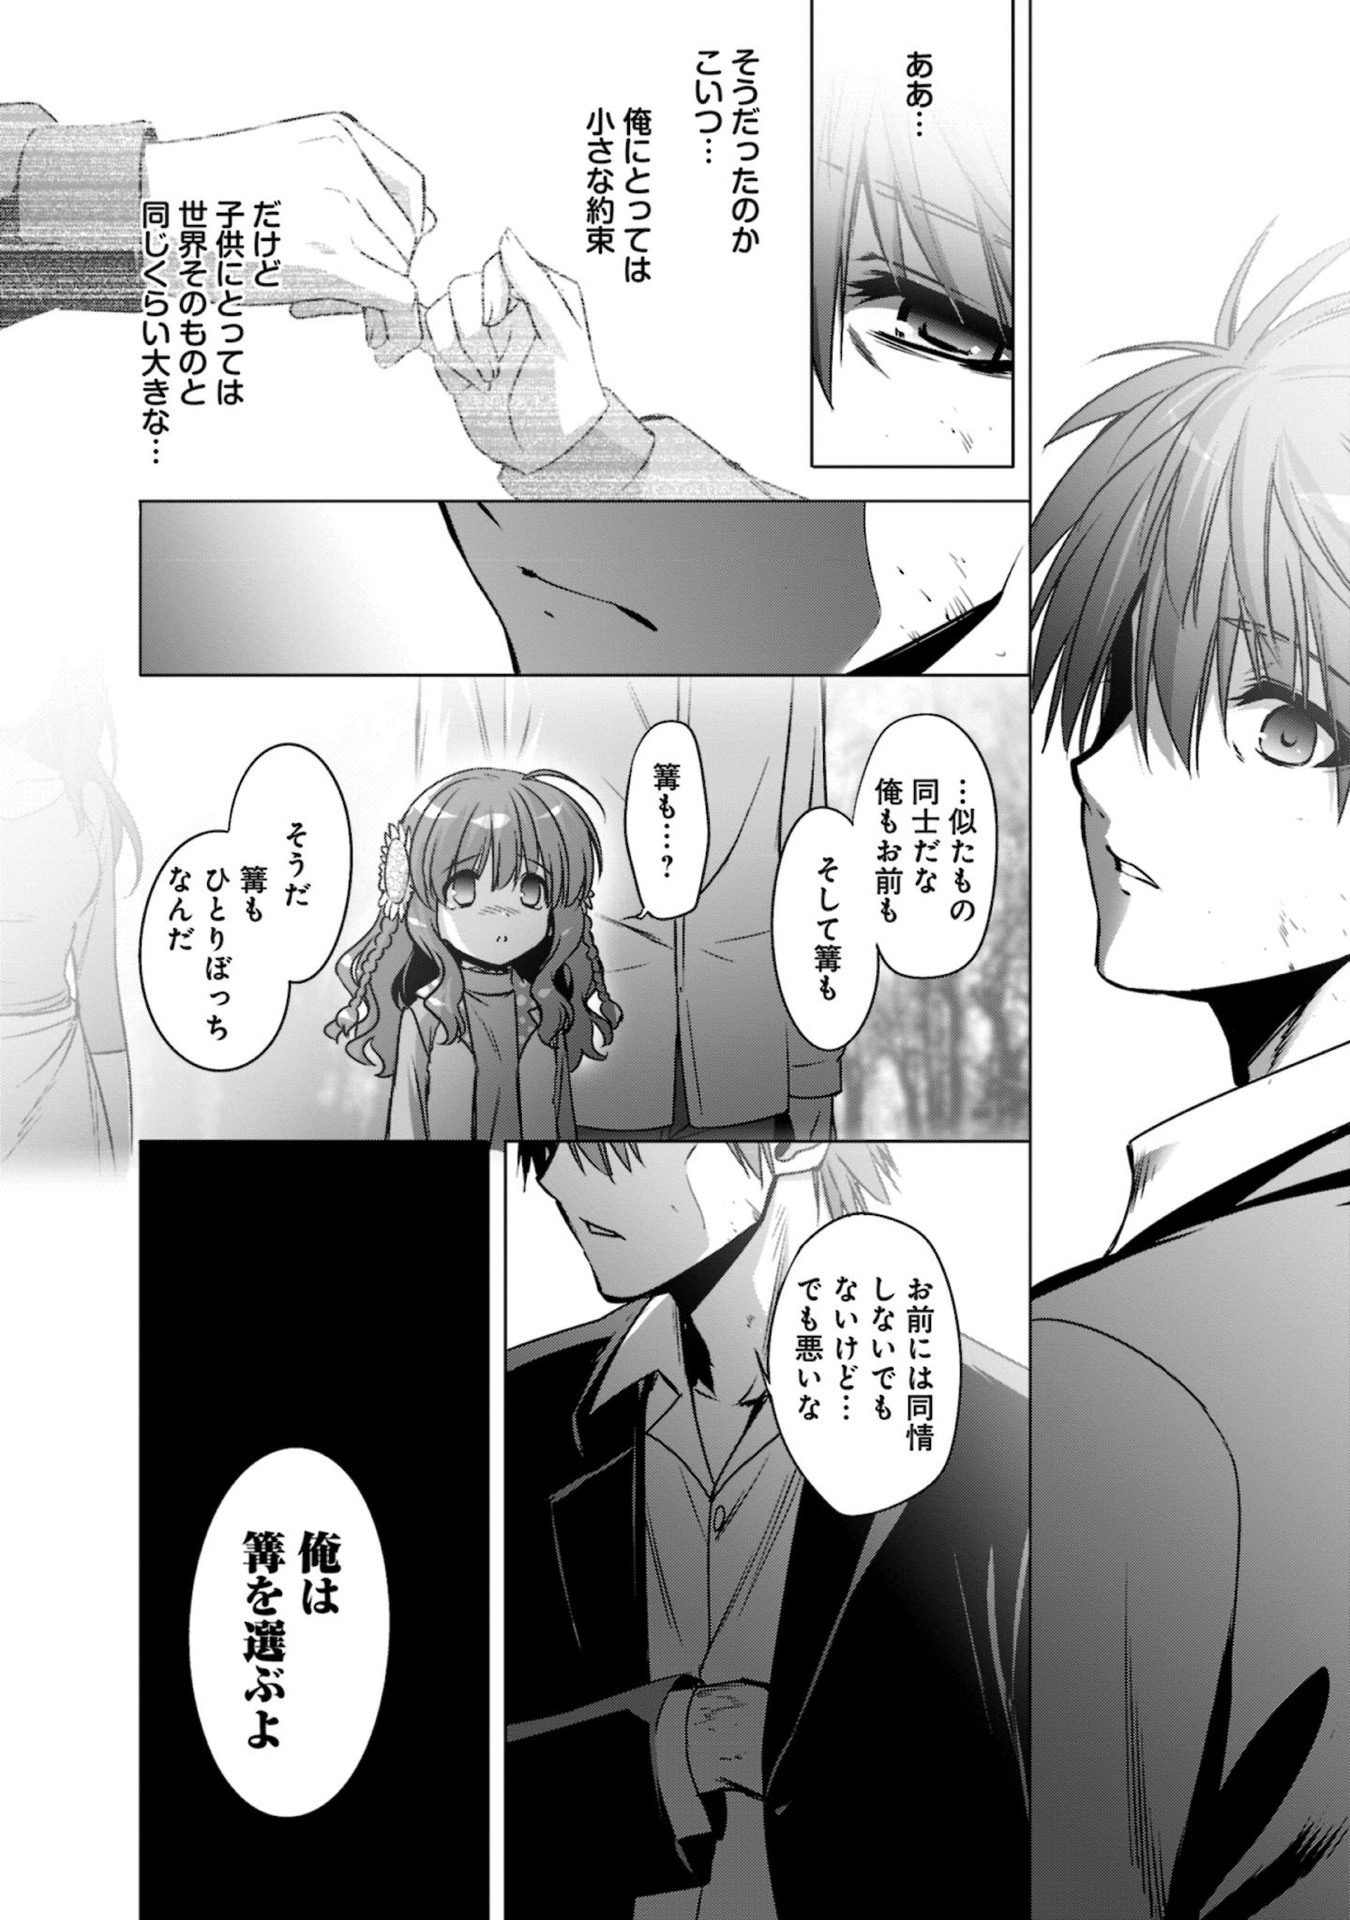 ああ…
そうだったのか
こいつ…
俺にとっては
小さな約束
だけど
子供にとっては
世界そのものと
同じくらい大きな…
…似たもの
同士だな
俺もお前も
そして篝も
篝も…？
そうだ
篝も
ひとりぼっち
なんだ
お前には同情
しないでも
ないけど…
でも悪いな
俺は
篝を選ぶよ